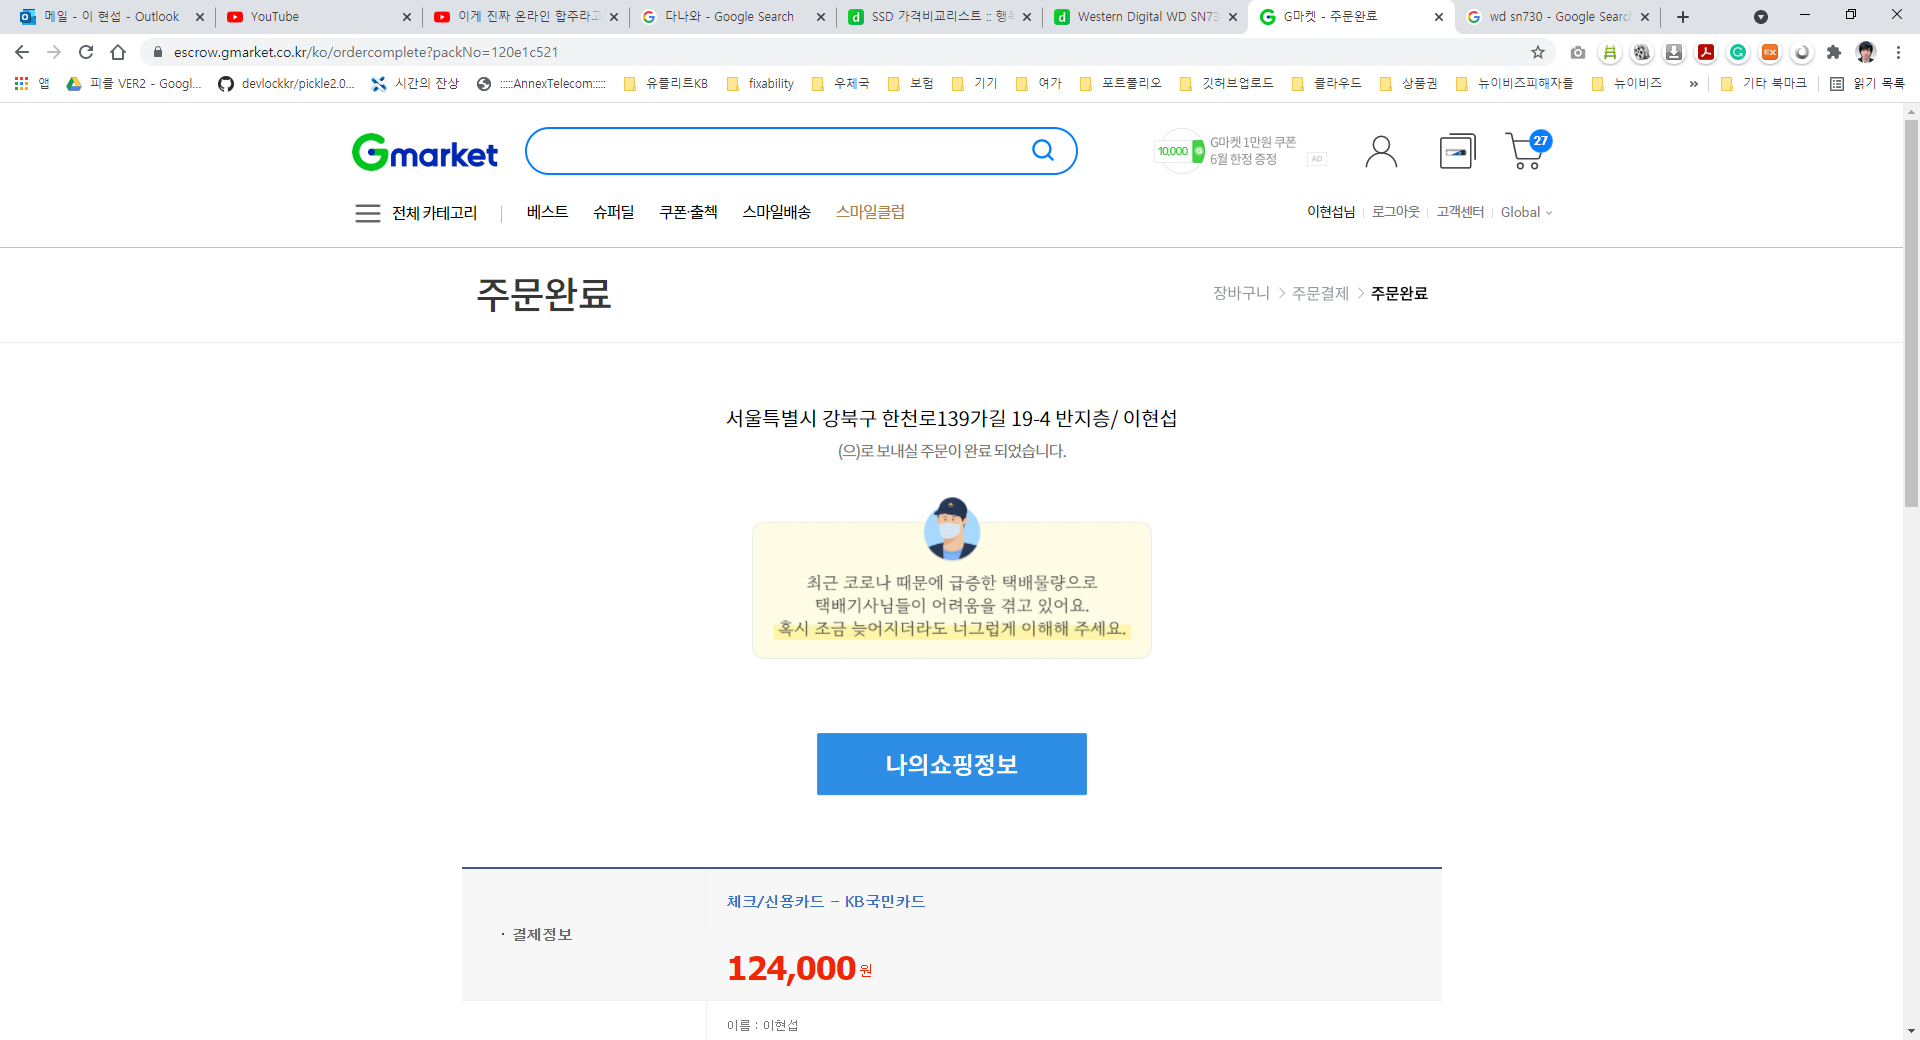 메일 - 이 현섭 - Outlook
YouTube
이게 진짜 온라인 합주라고
다나와 - Google Search
SSD 가격비교리스트 :: 행복
Western Digital WD SN73
G마켓 - 주문완료
wd sn730 - Google Search
escrow.gmarket.co.kr/ko/ordercomplete?packNo=120e1c521
앱
피클 VER2 - Googl...
devlockkr/pickle2.0...
시간의 잔상
:::::AnnexTelecom:::::
유플리트KB
fixability
우체국
보험
기기
여가
포트폴리오
깃허브업로드
클라우드
상품권
뉴이비즈피해자들
뉴이비즈
»
기타 북마크
읽기 목록
Gmarket
10,000
G마켓 1만원 쿠폰
6월 한정 증정
AD
27
전체 카테고리
베스트
슈퍼딜
쿠폰·출첵
스마일배송
스마일클럽
이현섭님
로그아웃
고객센터
Global
주문완료
장바구니 > 주문결제 > 주문완료
서울특별시 강북구 한천로139가길 19-4 반지층/ 이현섭
(으)로 보내실 주문이 완료 되었습니다.
최근 코로나 때문에 급증한 택배물량으로
택배기사님들이 어려움을 겪고 있어요.
혹시 조금 늦어지더라도 너그럽게 이해해 주세요.
나의쇼핑정보
체크/신용카드 - KB국민카드
· 결제정보
124,000원
이름 : 이현섭